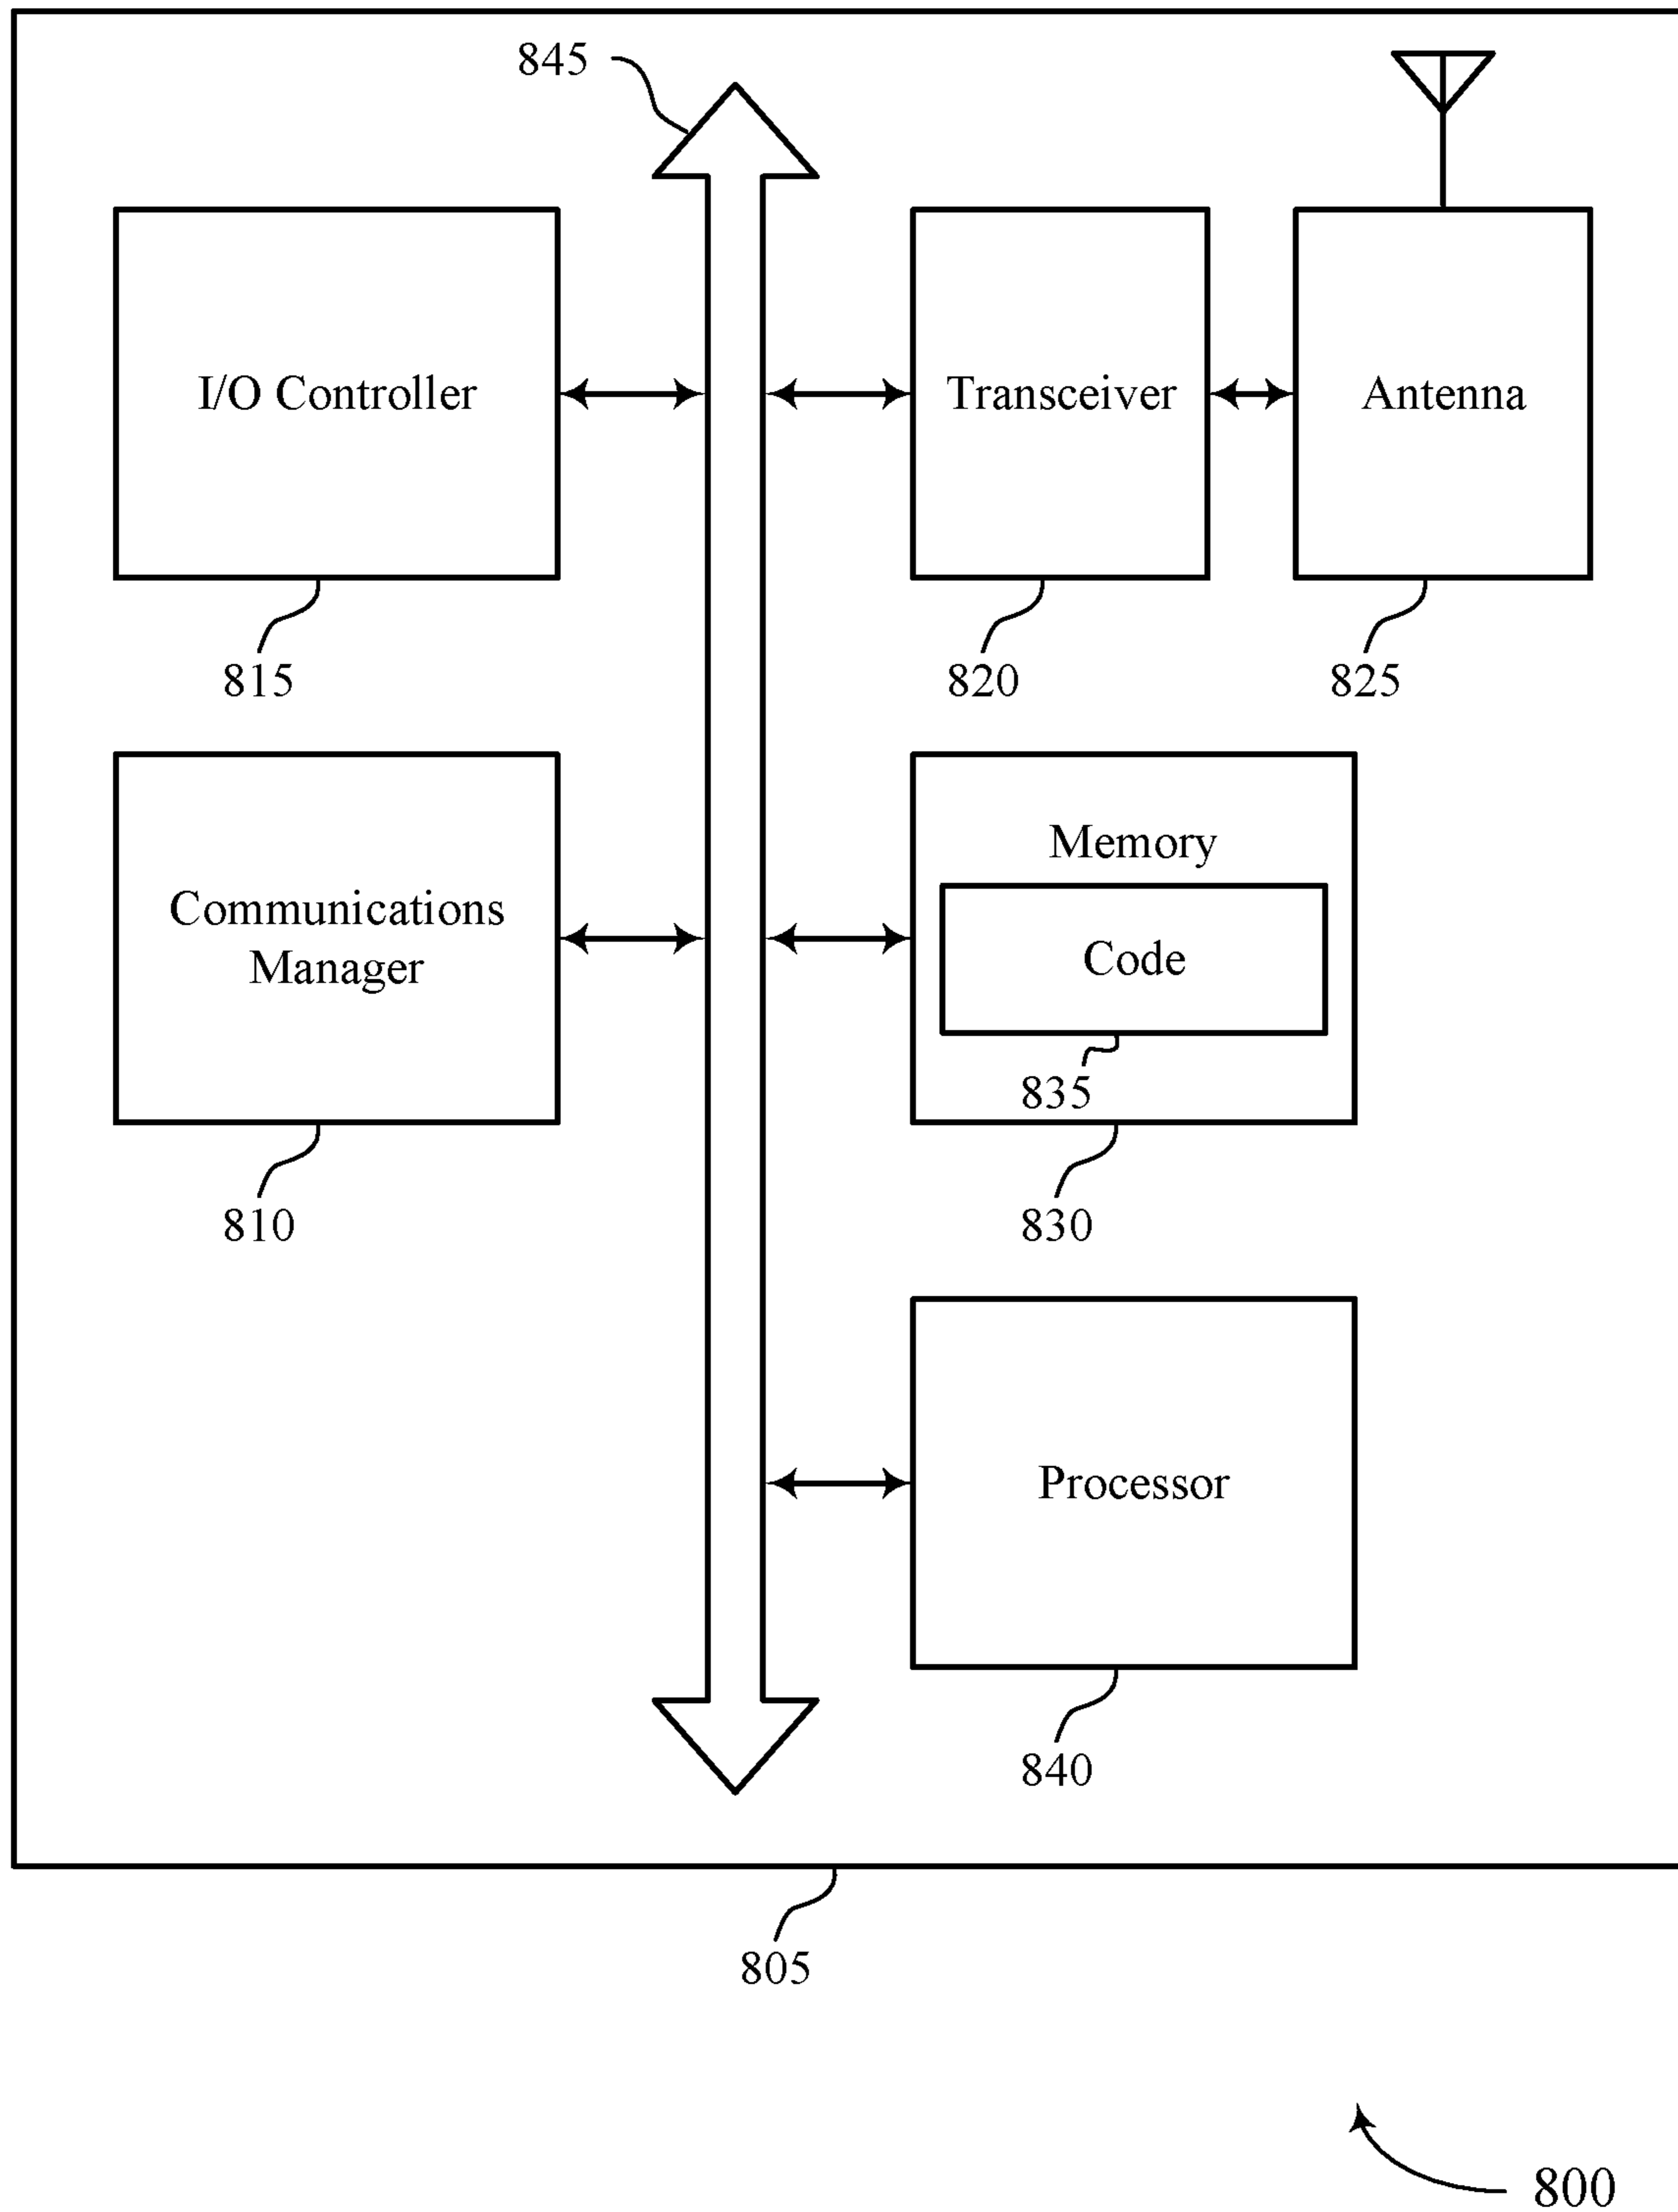 845
I/O Controller
Transceiver
Antenna
815
820
825
Communications
Manager
Memory
Code
835
810
830
Processor
840
805
800